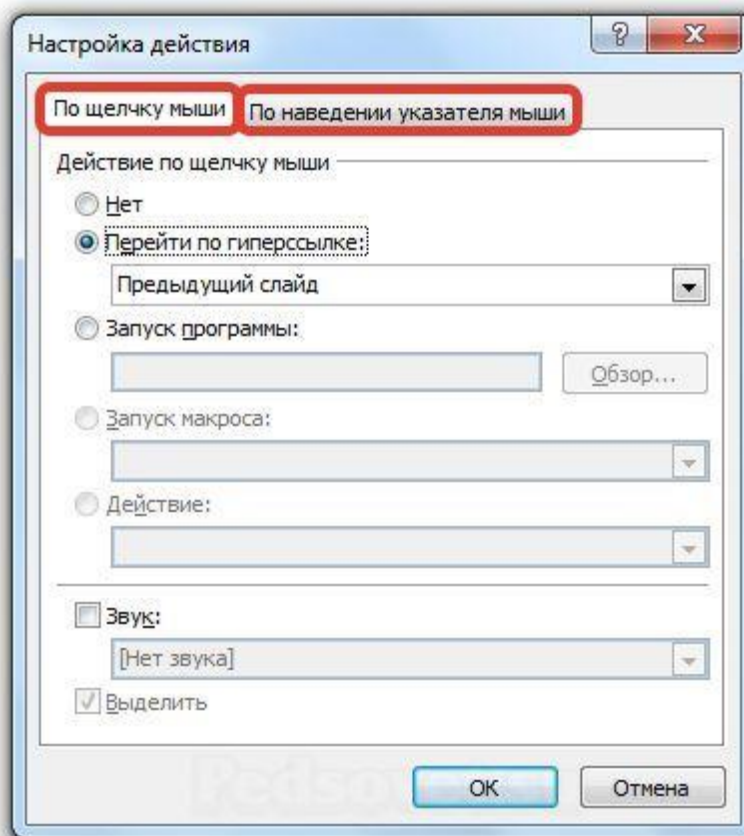 Настройка действия
По щелчку мыши По наведении указателя мыши
Действие по щелчку мыши
Нет
Перейти по гиперссылке:
Предыдущий слайд
Запуск программы:
Обзор...
Запуск макроса:
Действие:
Звук:
[Нет звука]
Выделить
ОК Отмена